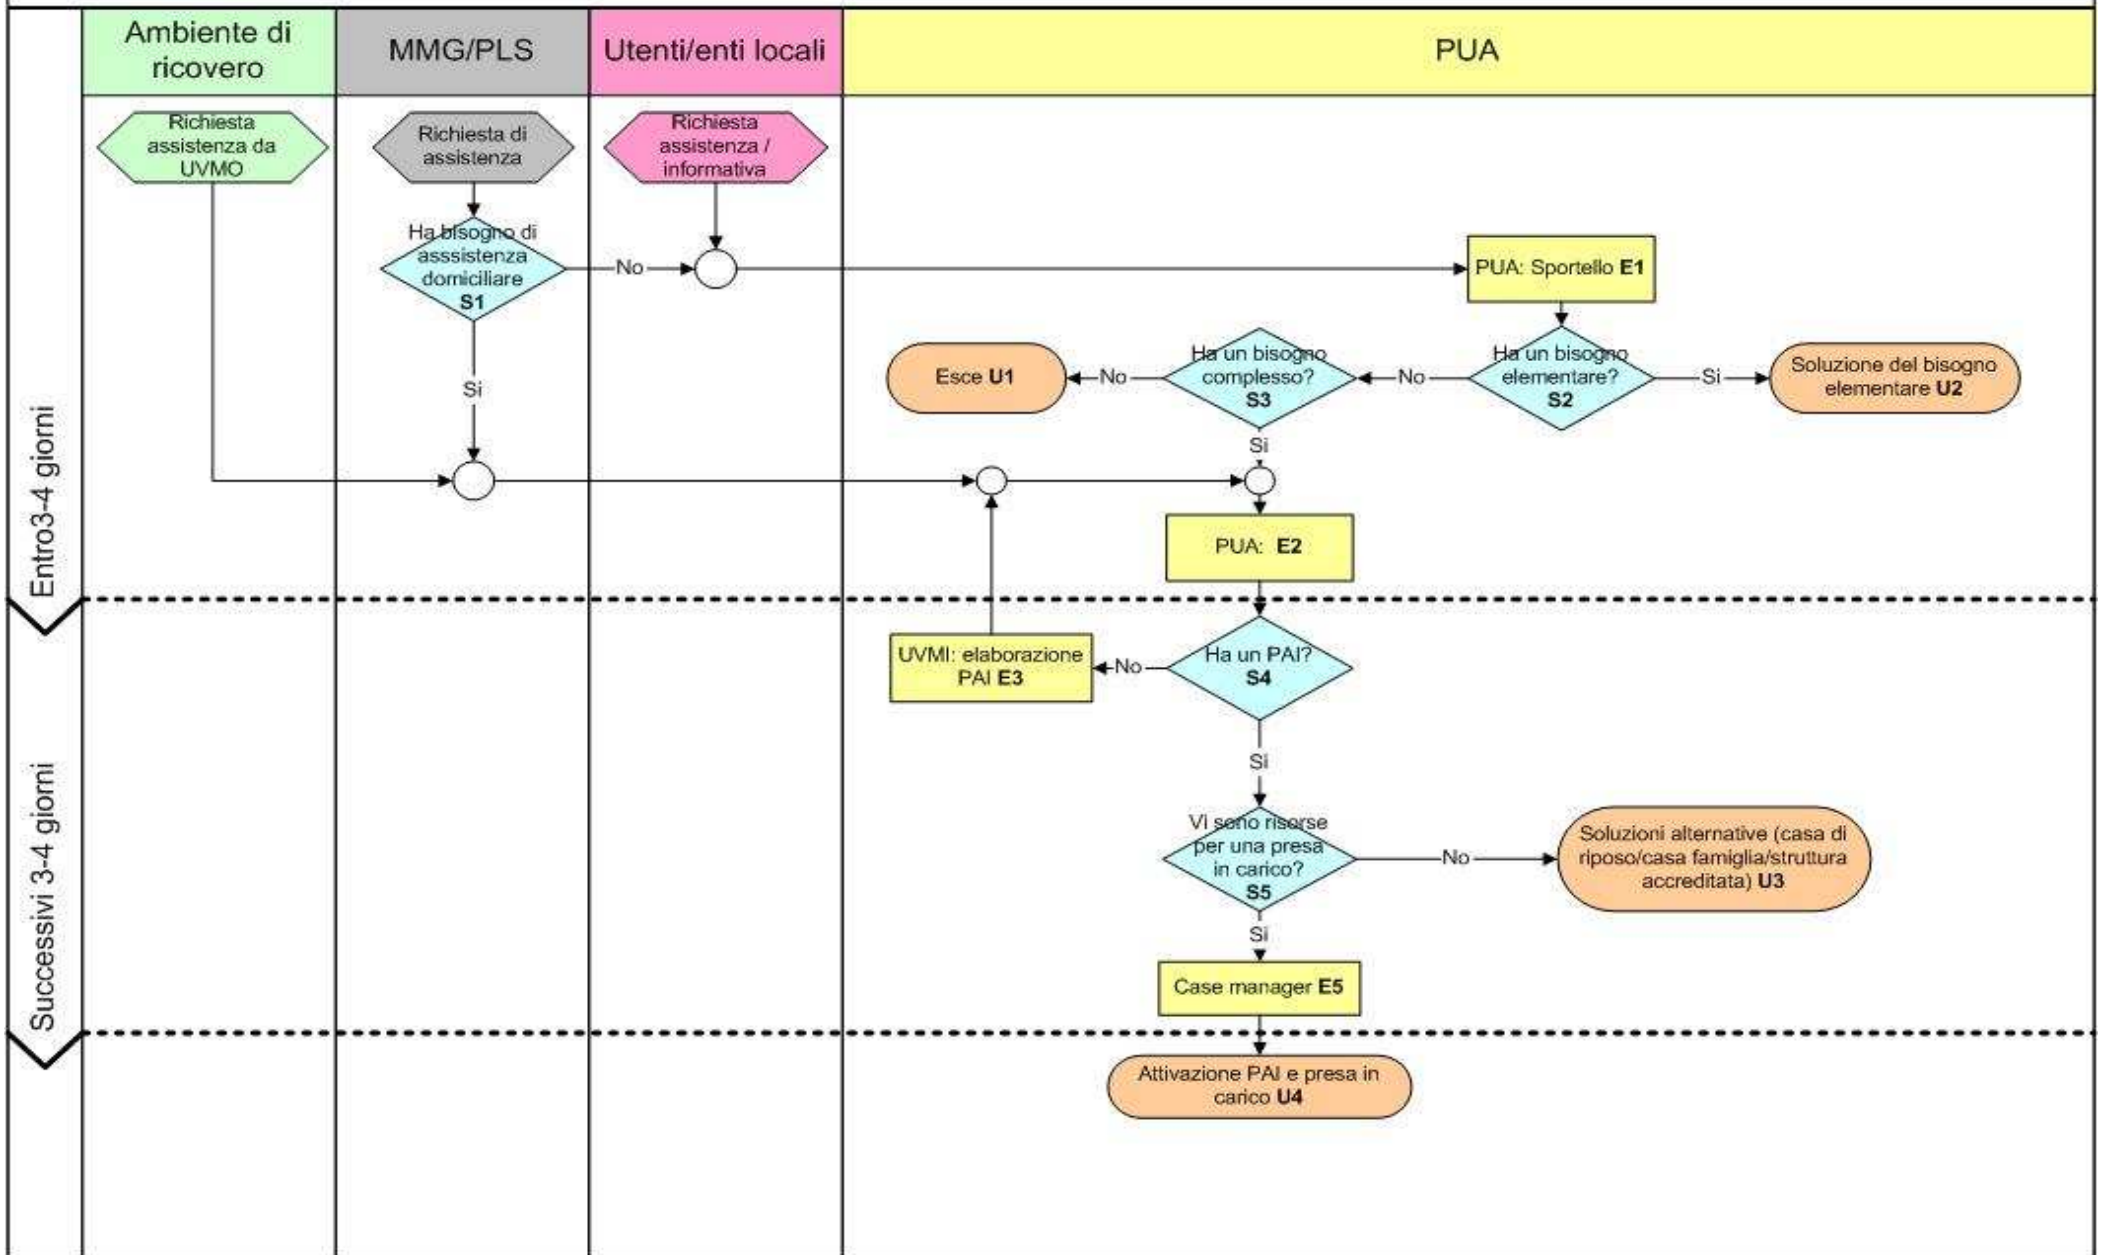 Ambiente di
ricovero
MMG/PLS
Utenti/enti locali
PUA
Richiesta
assistenza da
UVMO
Richiesta di
assistenza
Richiesta
assistenza /
informativa
Ha bisogno di
asssistenza
domiciliare
S1
No
PUA: Sportello E1
Si
Esce U1
No
Ha un bisogno
complesso?
S3
No
Ha un bisogno
elementare?
S2
Si
Soluzione del bisogno
elementare U2
Si
Entro3-4 giorni
PUA: E2
UVMI: elaborazione
PAI E3
No
Ha un PAI?
S4
Si
Successivi 3-4 giorni
Vi sono risorse
per una presa
in carico?
S5
No
Soluzioni alternative (casa di
riposo/casa famiglia/struttura
accreditata) U3
Si
Case manager E5
Attivazione PAI e presa in
carico U4